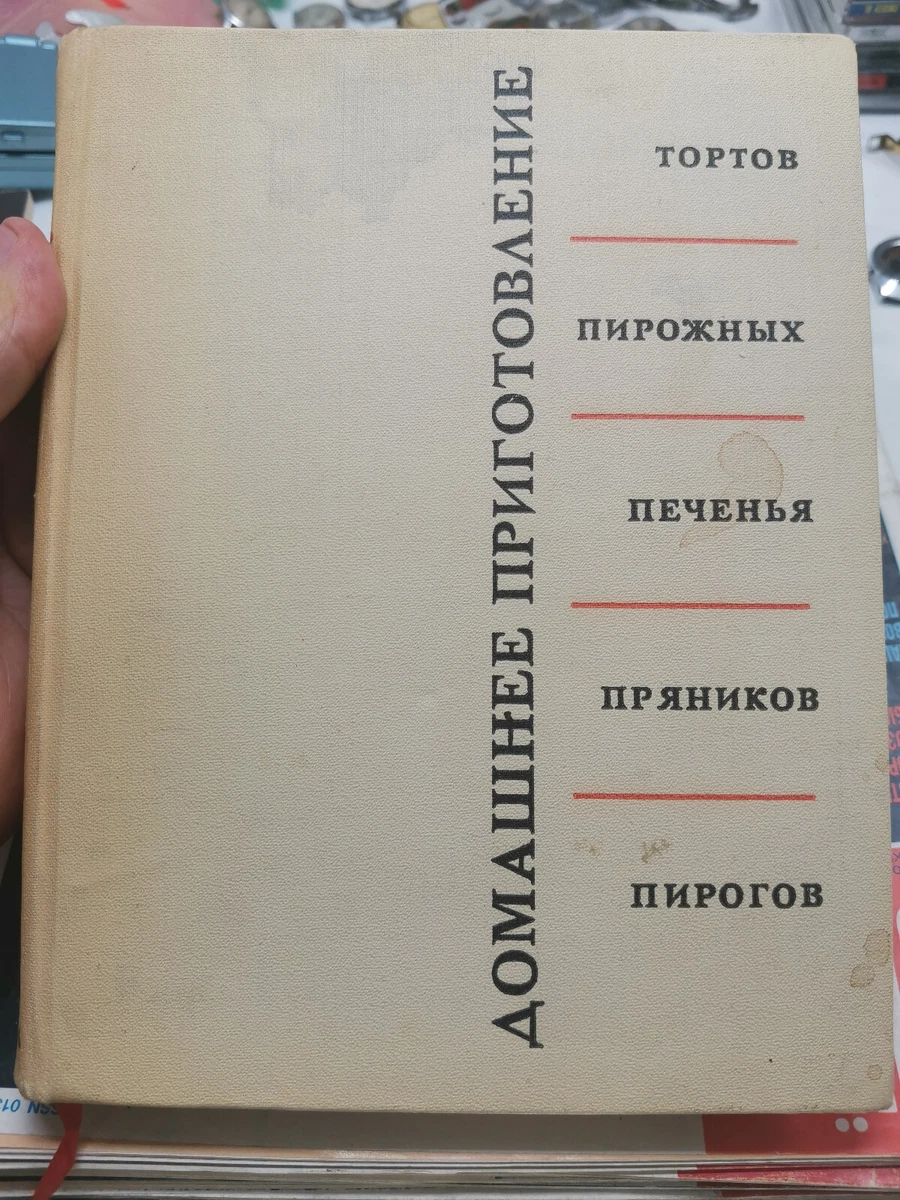 ДОМАШНЕЕ ПРИГОТОВЛЕНИЕ
ТОРТОВ
ПИРОЖНЫХ
ПЕЧЕНЬЯ
ПРЯНИКОВ
ПИРОГОВ